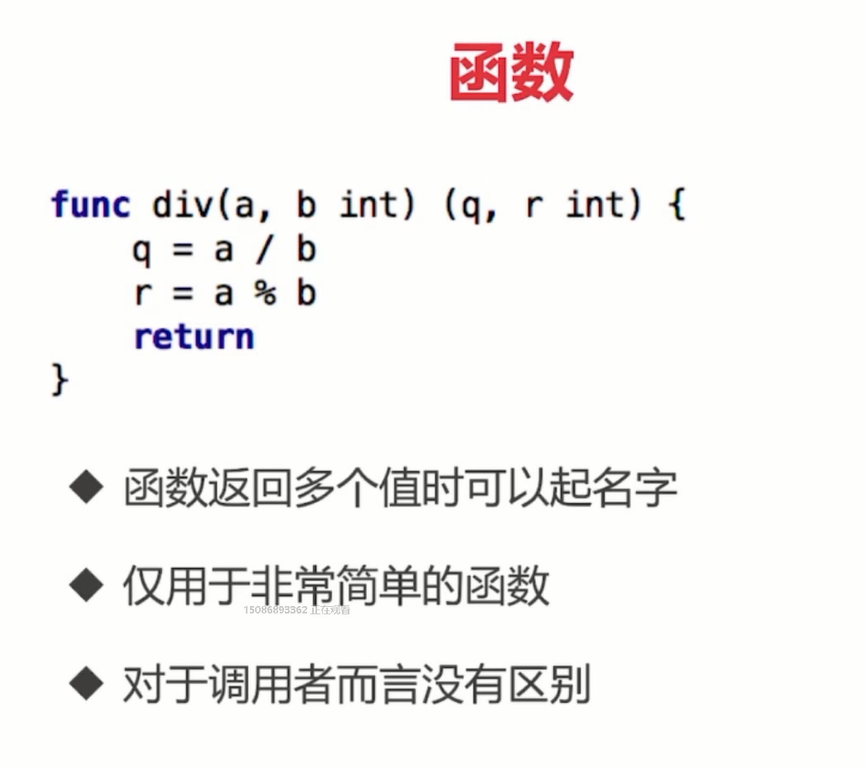 函数
func div(a, b int) (q, r int) {
    q = a / b
    r = a % b
    return
}
◆ 函数返回多个值时可以起名字
◆ 仅用于非常简单的函数
15086893362 正在观看
◆ 对于调用者而言没有区别